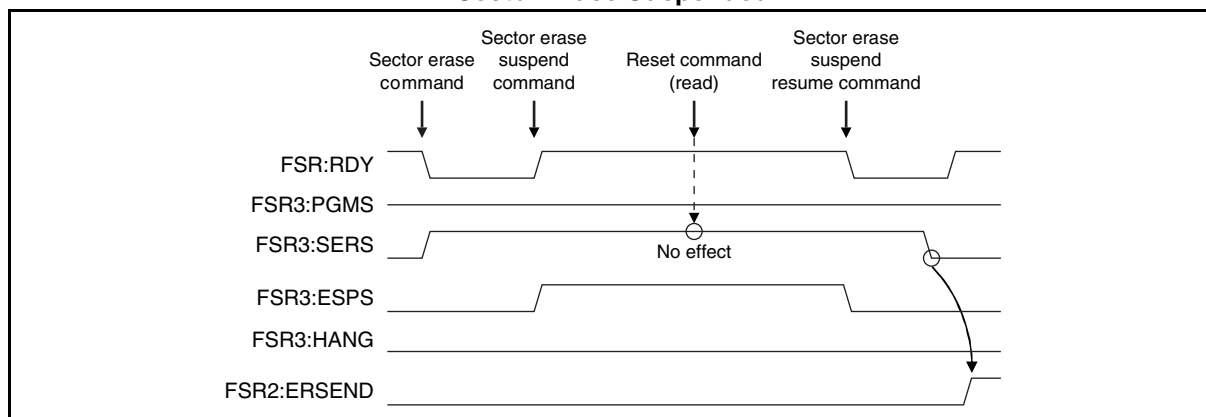 Sector erase
command
Sector erase
suspend
command
Reset command
(read)
Sector erase
suspend
resume command
FSR:RDY
FSR3:PGMS
FSR3:SERS
No effect
FSR3:ESPS
FSR3:HANG
FSR2:ERSEND